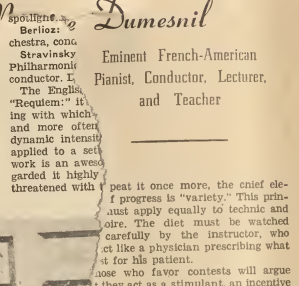 Dumesnil
Eminent French-American
Pianist, Conductor, Lecturer,
and Teacher
Berlioz:
chestra, cond
Stravinsky
Philharmoni
conductor. L
The English
"Requiem:" it
ing with which
and more often
dynamic intensit
applied to a set
work is an aweso
garded it highly
threatened with
peat it once more, the chief ele-
f progress is "variety." This prin-
must apply equally to technic and
oire. The diet must be watched
carefully by the instructor, who
ct like a physician prescribing what
st for his patient.
hose who favor contests will argue
t they act as a stimulant, an incentive